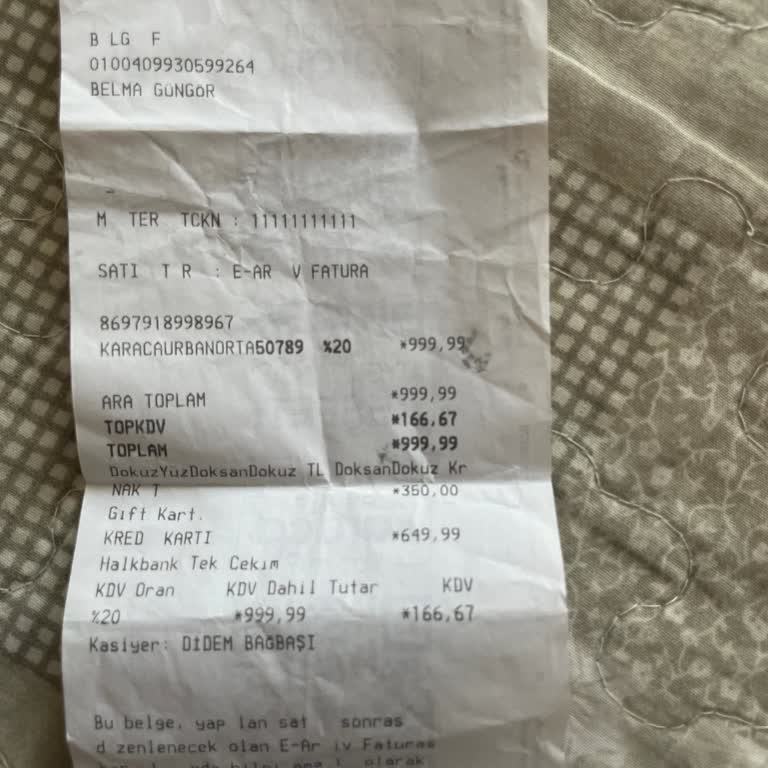 B LG F
0100409930599264
BELMA GÜNGÖR
M TER TCKN : 11111111111
SATI T R : E-AR V FATURA
8697918998967
KARACAURBANORTA50789 %20 *999,99
ARA TOPLAM *999,99
TOPKDV *166,67
TOPLAM *999,99
DokuzYüzDoksanDokuz TL DoksanDokuz Kr
NAK T *350,00
Gift Kart.
KRED KARTI *649,99
Halkbank Tek Cekim
KDV Oran KDV Dahil Tutar KDV
%20 *999,99 *166,67
Kasiyer: DİDEM BAĞBAŞI
Bu belge, yap lan sat sonras
d zenlenecek olan E-Ar iv Faturas
olarak